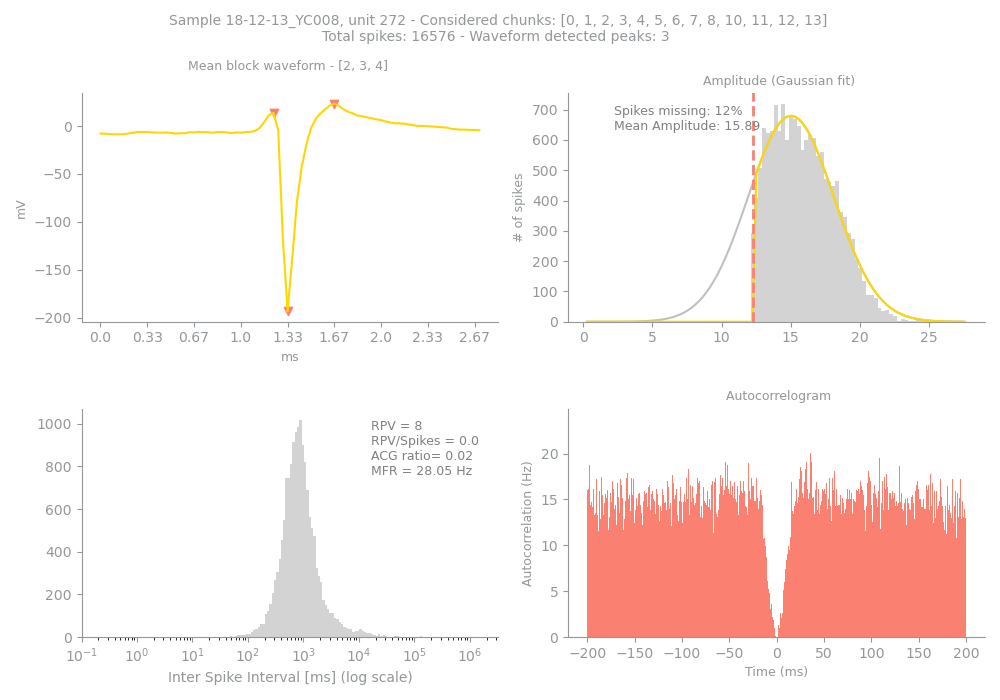 Sample 18-12-13_YC008, unit 272 - Considered chunks: [0, 1, 2, 3, 4, 5, 6, 7, 8, 10, 11, 12, 13]
Total spikes: 16576 - Waveform detected peaks: 3
Mean block waveform - [2, 3, 4]
mV
0
−50
−100
−150
−200
0.0 0.33 0.67 1.0 1.33 1.67 2.0 2.33 2.67
ms
Amplitude (Gaussian fit)
Spikes missing: 12%
Mean Amplitude: 15.89
# of spikes
700
600
500
400
300
200
100
0
0 5 10 15 20 25
RPV = 8
RPV/Spikes = 0.0
ACG ratio= 0.02
MFR = 28.05 Hz
1000
800
600
400
200
0
10−1 100 101 102 103 104 105 106
Inter Spike Interval [ms] (log scale)
Autocorrelogram
Autocorrelation (Hz)
20
15
10
5
0
−200 −150 −100 −50 0 50 100 150 200
Time (ms)